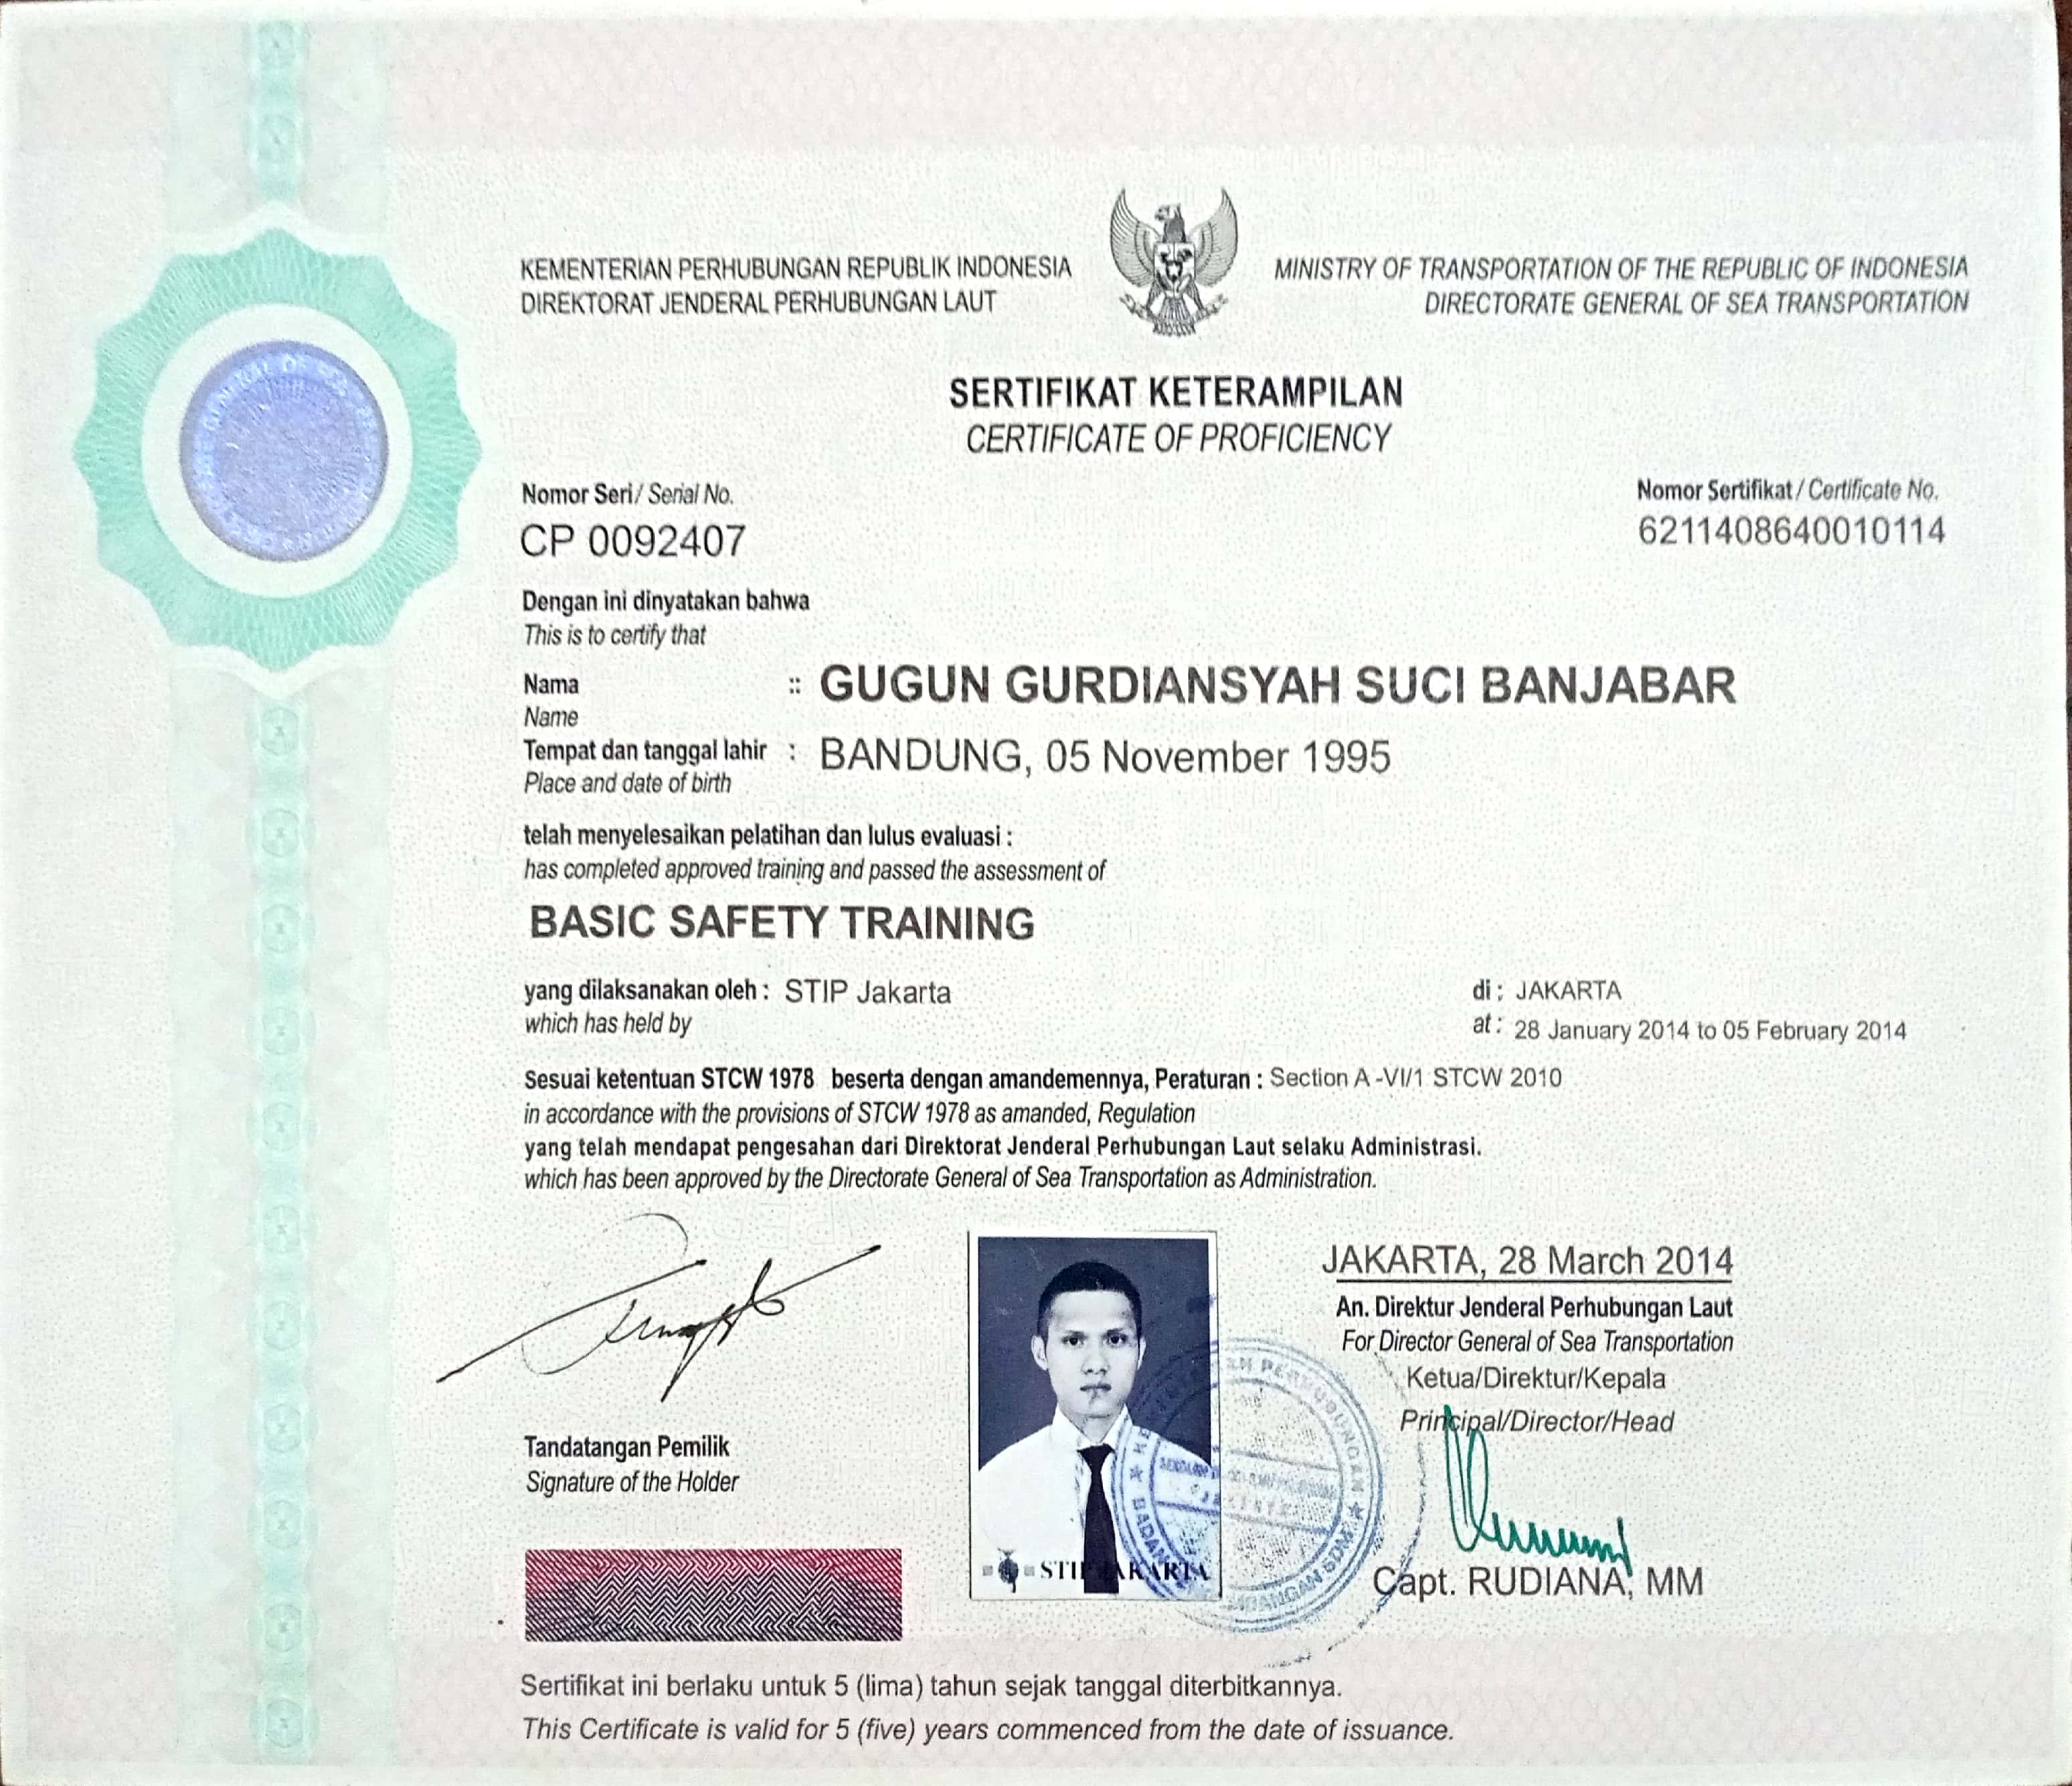 KEMENTERIAN PERHUBUNGAN REPUBLIK INDONESIA
DIREKTORAT JENDERAL PERHUBUNGAN LAUT
MINISTRY OF TRANSPORTATION OF THE REPUBLIC OF INDONESIA
DIRECTORATE GENERAL OF SEA TRANSPORTATION
SERTIFIKAT KETERAMPILAN
CERTIFICATE OF PROFICIENCY
Nomor Seri / Serial No.
CP 0092407
Nomor Sertifikat / Certificate No.
6211408640010114
Dengan ini dinyatakan bahwa
This is to certify that
Nama :: GUGUN GURDIANSYAH SUCI BANJABAR
Name
Tempat dan tanggal lahir : BANDUNG, 05 November 1995
Place and date of birth
telah menyelesaikan pelatihan dan lulus evaluasi :
has completed approved training and passed the assessment of
BASIC SAFETY TRAINING
yang dilaksanakan oleh : STIP Jakarta
which has held by
di : JAKARTA
at : 28 January 2014 to 05 February 2014
Sesuai ketentuan STCW 1978 beserta dengan amandemennya, Peraturan : Section A -VI/1 STCW 2010
in accordance with the provisions of STCW 1978 as amanded, Regulation
yang telah mendapat pengesahan dari Direktorat Jenderal Perhubungan Laut selaku Administrasi.
which has been approved by the Directorate General of Sea Transportation as Administration.
Tandatangan Pemilik
Signature of the Holder
STIP JAKARTA
PERHUBUNGAN
BADAN
SDM
JAKARTA, 28 March 2014
An. Direktur Jenderal Perhubungan Laut
For Director General of Sea Transportation
Ketua/Direktur/Kepala
Principal/Director/Head
Capt. RUDIANA, MM
Sertifikat ini berlaku untuk 5 (lima) tahun sejak tanggal diterbitkannya.
This Certificate is valid for 5 (five) years commenced from the date of issuance.